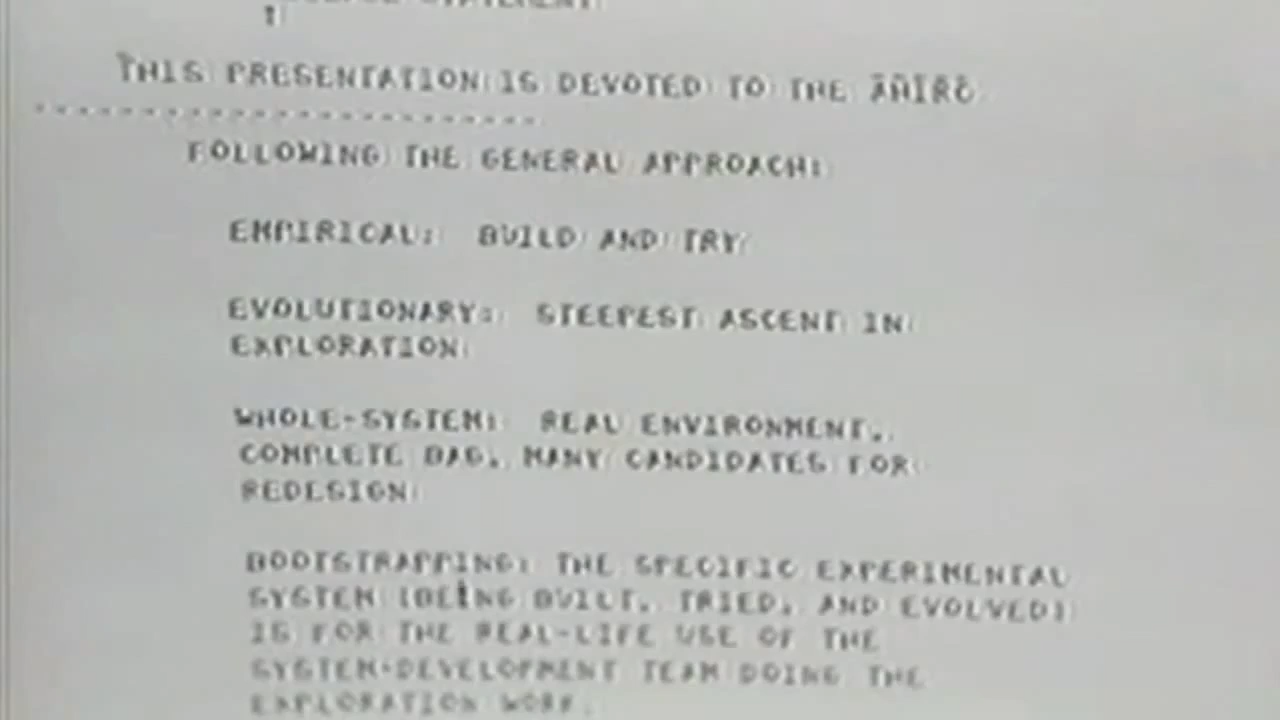 STATEMENT
THIS PRESENTATION IS DEVOTED TO THE AHIRC
FOLLOWING THE GENERAL APPROACH:
EMPIRICAL: BUILD AND TRY
EVOLUTIONARY: STEEPEST ASCENT IN
EXPLORATION
WHOLE-SYSTEM: REAL ENVIRONMENT,
COMPLETE BAG, MANY CANDIDATES FOR
REDESIGN
BOOTSTRAPPING: THE SPECIFIC EXPERIMENTAL
SYSTEM (BEING BUILT, TRIED, AND EVOLVED)
IS FOR THE REAL-LIFE USE OF THE
SYSTEM-DEVELOPMENT TEAM DOING THE
EXPLORATION WORK.